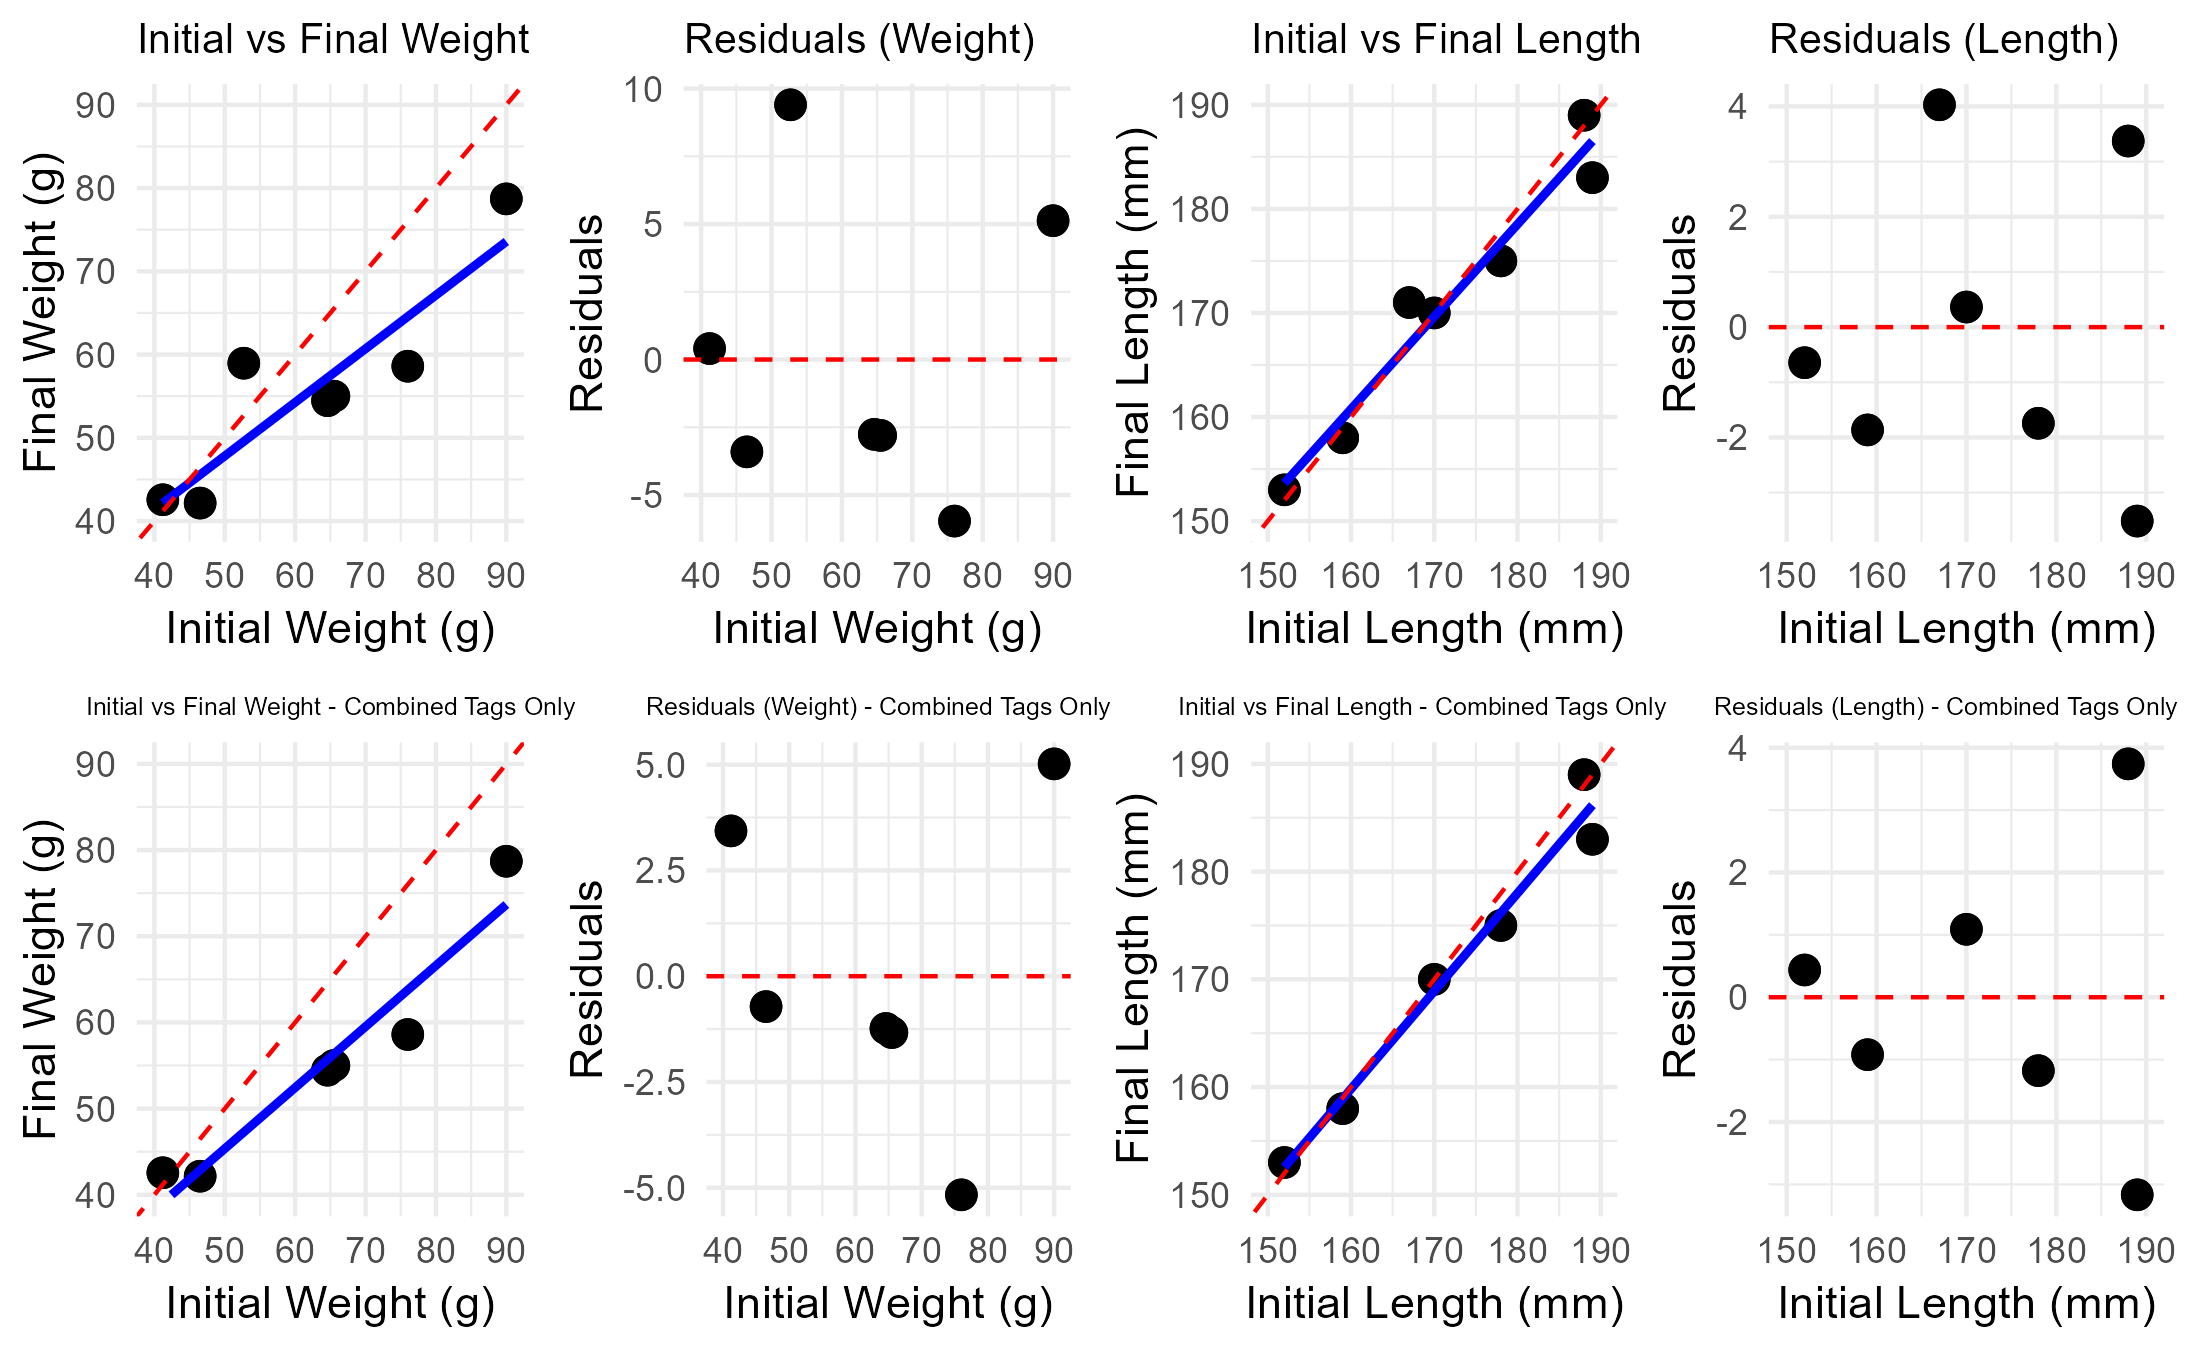 Initial vs Final Weight
Final Weight (g)
90
80
70
60
50
40
40 50 60 70 80 90
Initial Weight (g)
Residuals (Weight)
Residuals
10
5
0
-5
40 50 60 70 80 90
Initial Weight (g)
Initial vs Final Length
Final Length (mm)
190
180
170
160
150
150 160 170 180 190
Initial Length (mm)
Residuals (Length)
Residuals
4
2
0
-2
150 160 170 180 190
Initial Length (mm)
Initial vs Final Weight - Combined Tags Only
Final Weight (g)
90
80
70
60
50
40
40 50 60 70 80 90
Initial Weight (g)
Residuals (Weight) - Combined Tags Only
Residuals
5.0
2.5
0.0
-2.5
-5.0
40 50 60 70 80 90
Initial Weight (g)
Initial vs Final Length - Combined Tags Only
Final Length (mm)
190
180
170
160
150
150 160 170 180 190
Initial Length (mm)
Residuals (Length) - Combined Tags Only
Residuals
4
2
0
-2
150 160 170 180 190
Initial Length (mm)